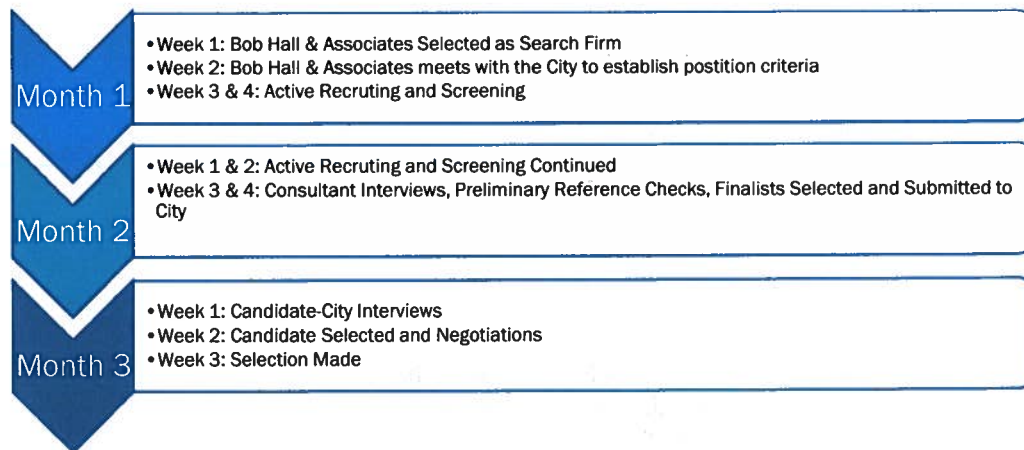 Month 1
•Week 1: Bob Hall & Associates Selected as Search Firm
•Week 2: Bob Hall & Associates meets with the City to establish postition criteria
•Week 3 & 4: Active Recruting and Screening
Month 2
•Week 1 & 2: Active Recruting and Screening Continued
•Week 3 & 4: Consultant Interviews, Preliminary Reference Checks, Finalists Selected and Submitted to
City
Month 3
•Week 1: Candidate-City Interviews
•Week 2: Candidate Selected and Negotiations
•Week 3: Selection Made